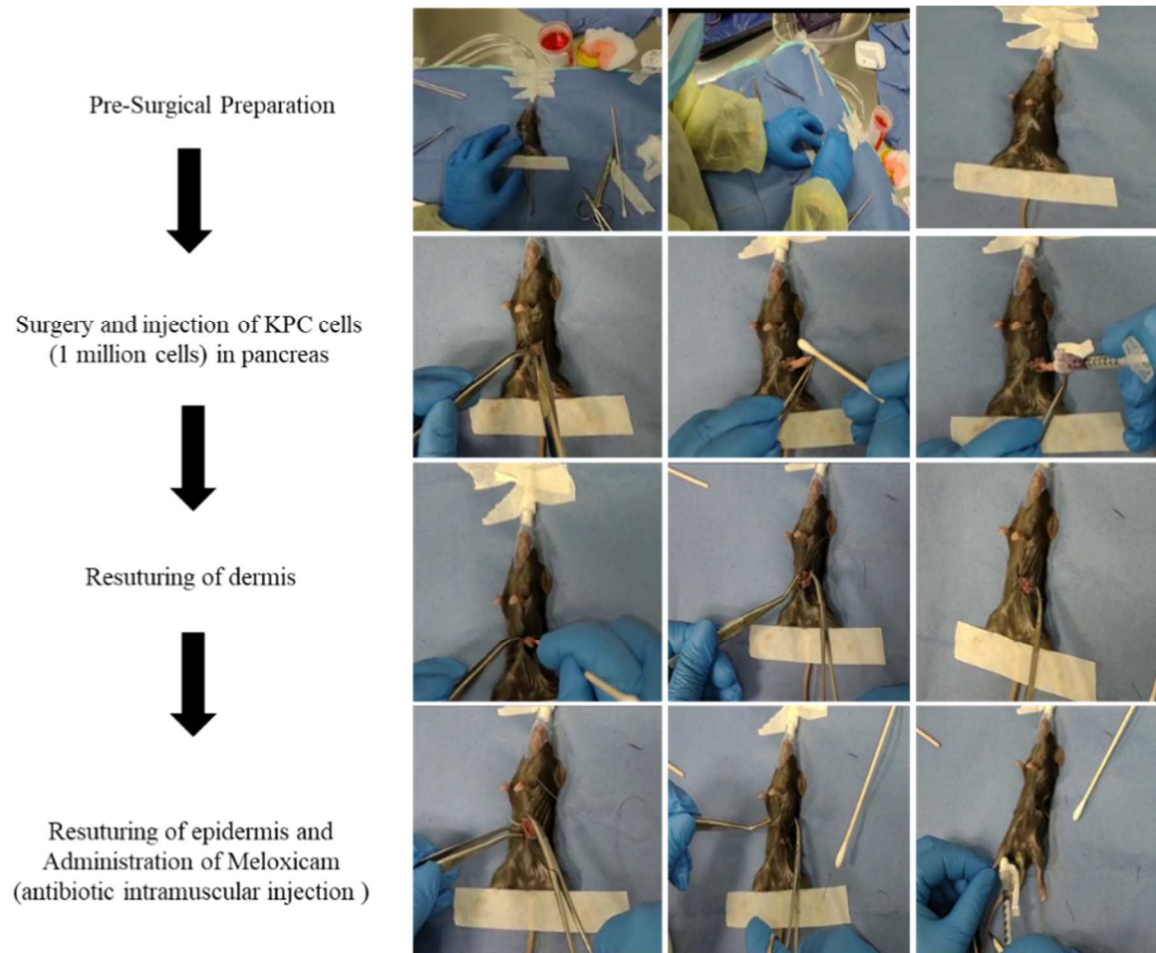 Pre-Surgical Preparation
Surgery and injection of KPC cells
(1 million cells) in pancreas
Resuturing of dermis
Resuturing of epidermis and
Administration of Meloxicam
(antibiotic intramuscular injection )